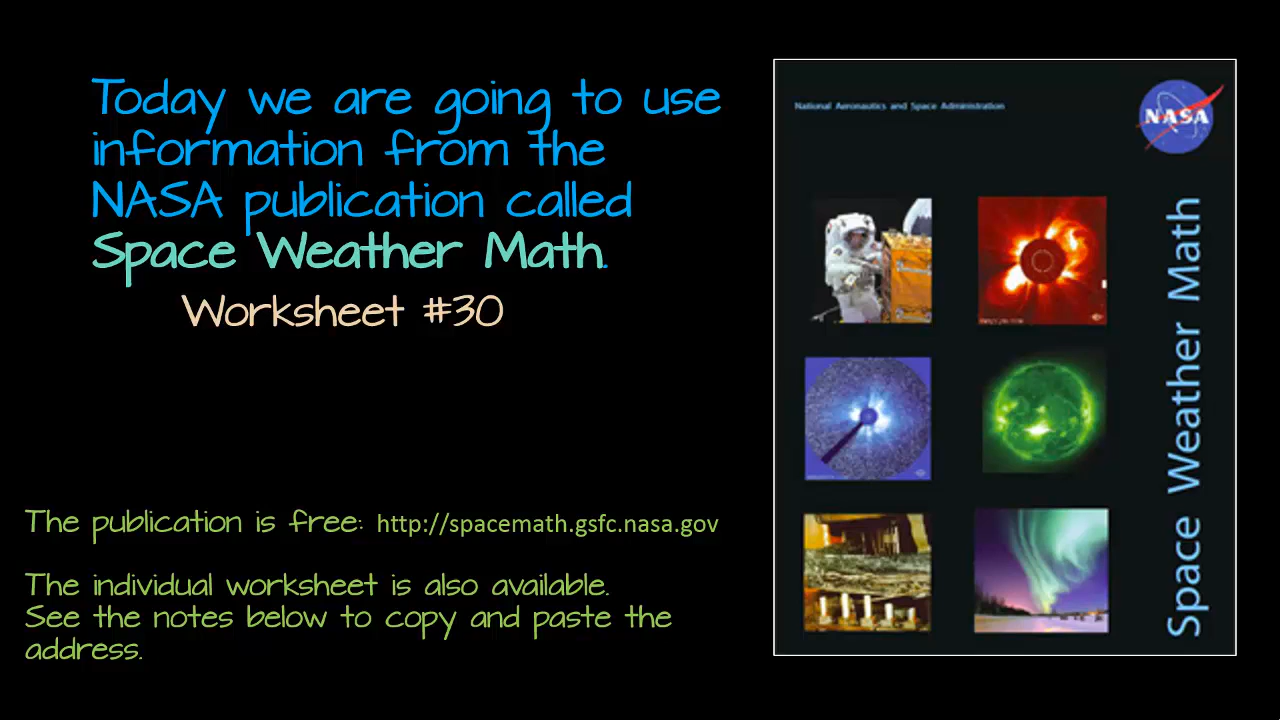 Today we are going to use
information from the
NASA publication called
Space Weather Math.
Worksheet #30
The publication is free: http://spacemath.gsfc.nasa.gov
The individual worksheet is also available.
See the notes below to copy and paste the
address.
National Aeronautics and Space Administration
NASA
Space Weather Math